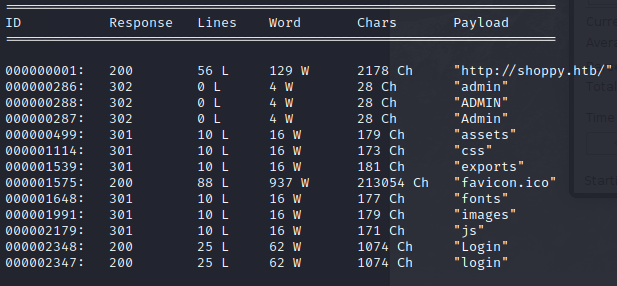 ID Response Lines Word Chars Payload
000000001: 200 56 L 129 W 2178 Ch "http://shoppy.htb/"
000000286: 302 0 L 4 W 28 Ch "admin"
000000288: 302 0 L 4 W 28 Ch "ADMIN"
000000287: 302 0 L 4 W 28 Ch "Admin"
000000499: 301 10 L 16 W 179 Ch "assets"
000001114: 301 10 L 16 W 173 Ch "css"
000001539: 301 10 L 16 W 181 Ch "exports"
000001575: 200 88 L 937 W 213054 Ch "favicon.ico"
000001648: 301 10 L 16 W 177 Ch "fonts"
000001991: 301 10 L 16 W 179 Ch "images"
000002179: 301 10 L 16 W 171 Ch "js"
000002348: 200 25 L 62 W 1074 Ch "Login"
000002347: 200 25 L 62 W 1074 Ch "login"